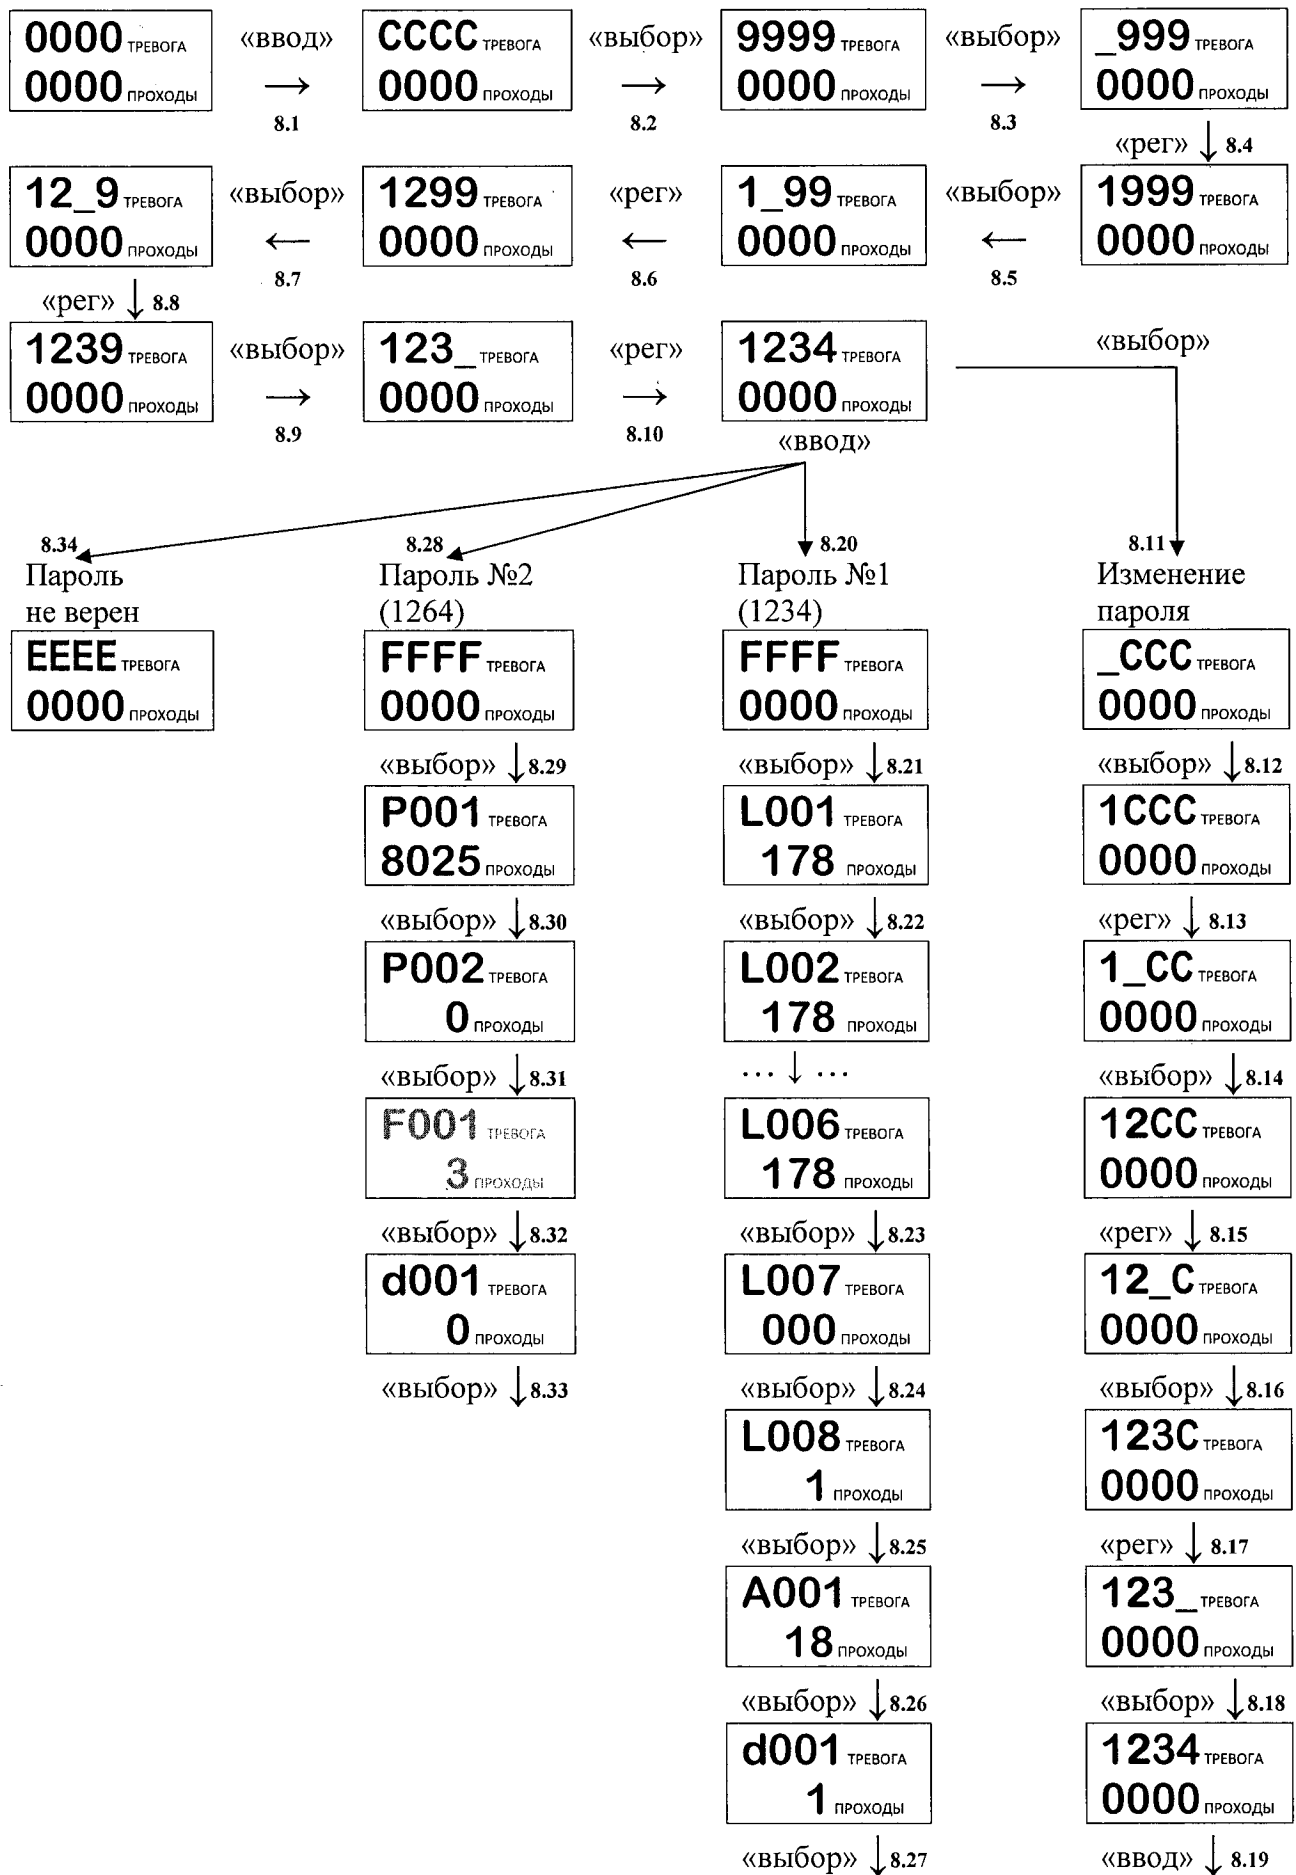 0000 ТРЕВОГА «ввод» CCCC ТРЕВОГА «выбор» 9999 ТРЕВОГА «выбор» _999 ТРЕВОГА
0000 ПРОХОДЫ → 0000 ПРОХОДЫ → 0000 ПРОХОДЫ → 0000 ПРОХОДЫ
8.1 8.2 8.3
«рег» ↓ 8.4
12_9 ТРЕВОГА «выбор» 1299 ТРЕВОГА «рег» 1_99 ТРЕВОГА «выбор» 1999 ТРЕВОГА
0000 ПРОХОДЫ ← 0000 ПРОХОДЫ ← 0000 ПРОХОДЫ ← 0000 ПРОХОДЫ
8.7 8.6 8.5
«рег» ↓ 8.8
1239 ТРЕВОГА «выбор» 123_ ТРЕВОГА «рег» 1234 ТРЕВОГА «выбор»
0000 ПРОХОДЫ → 0000 ПРОХОДЫ → 0000 ПРОХОДЫ
8.9 8.10
«ввод»
8.34
Пароль
не верен
EEEE ТРЕВОГА
0000 ПРОХОДЫ
8.28
Пароль №2
(1264)
FFFF ТРЕВОГА
0000 ПРОХОДЫ
«выбор» ↓ 8.29
P001 ТРЕВОГА
8025 ПРОХОДЫ
«выбор» ↓ 8.30
P002 ТРЕВОГА
0 ПРОХОДЫ
«выбор» ↓ 8.31
F001 ТРЕВОГА
3 ПРОХОДЫ
«выбор» ↓ 8.32
d001 ТРЕВОГА
0 ПРОХОДЫ
«выбор» ↓ 8.33
8.20
Пароль №1
(1234)
FFFF ТРЕВОГА
0000 ПРОХОДЫ
«выбор» ↓ 8.21
L001 ТРЕВОГА
178 ПРОХОДЫ
«выбор» ↓ 8.22
L002 ТРЕВОГА
178 ПРОХОДЫ
... ↓ ...
L006 ТРЕВОГА
178 ПРОХОДЫ
«выбор» ↓ 8.23
L007 ТРЕВОГА
000 ПРОХОДЫ
«выбор» ↓ 8.24
L008 ТРЕВОГА
1 ПРОХОДЫ
«выбор» ↓ 8.25
A001 ТРЕВОГА
18 ПРОХОДЫ
«выбор» ↓ 8.26
d001 ТРЕВОГА
1 ПРОХОДЫ
«выбор» ↓ 8.27
8.11
Изменение
пароля
_CCC ТРЕВОГА
0000 ПРОХОДЫ
«выбор» ↓ 8.12
1CCC ТРЕВОГА
0000 ПРОХОДЫ
«рег» ↓ 8.13
1_CC ТРЕВОГА
0000 ПРОХОДЫ
«выбор» ↓ 8.14
12CC ТРЕВОГА
0000 ПРОХОДЫ
«рег» ↓ 8.15
12_C ТРЕВОГА
0000 ПРОХОДЫ
«выбор» ↓ 8.16
123C ТРЕВОГА
0000 ПРОХОДЫ
«рег» ↓ 8.17
123_ ТРЕВОГА
0000 ПРОХОДЫ
«выбор» ↓ 8.18
1234 ТРЕВОГА
0000 ПРОХОДЫ
«ввод» ↓ 8.19